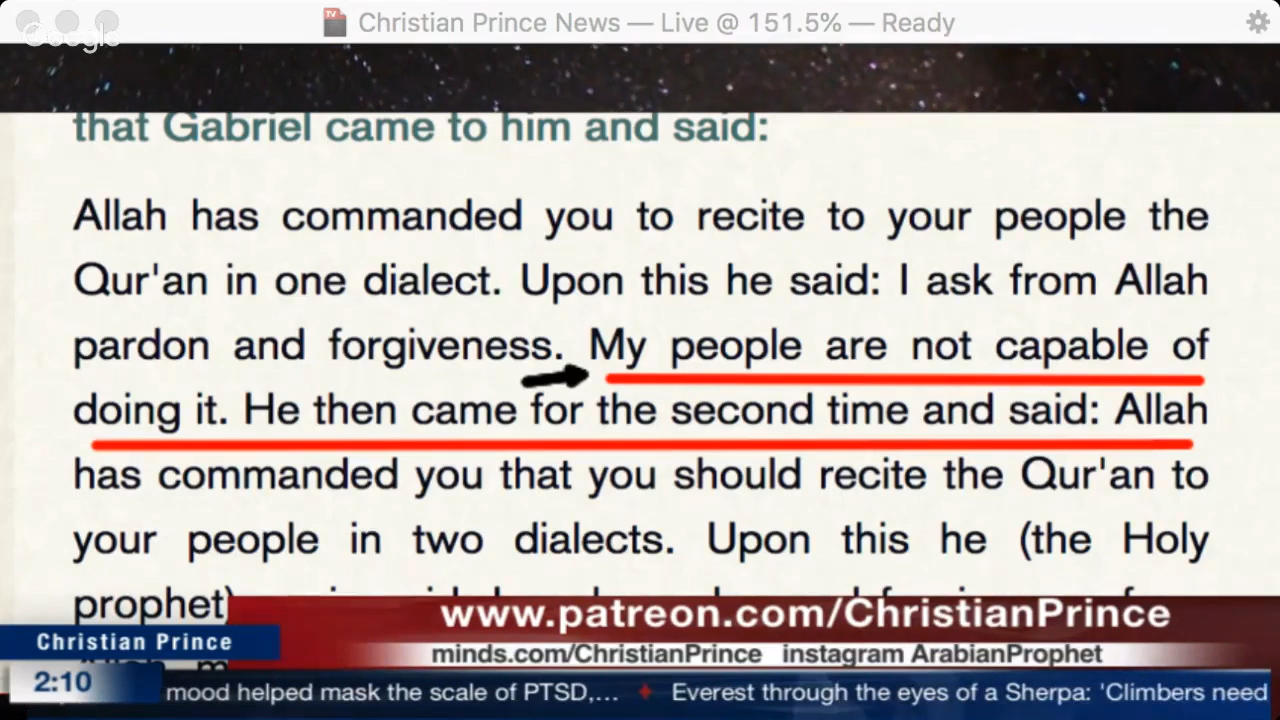 Christian Prince News — Live @ 151.5% — Ready
Google
that Gabriel came to him and said:
Allah has commanded you to recite to your people the
Qur'an in one dialect. Upon this he said: I ask from Allah
pardon and forgiveness. My people are not capable of
doing it. He then came for the second time and said: Allah
has commanded you that you should recite the Qur'an to
your people in two dialects. Upon this he (the Holy
prophet)
www.patreon.com/ChristianPrince
Christian Prince
minds.com/ChristianPrince instagram ArabianProphet
2:10
mood helped mask the scale of PTSD,... ♦ Everest through the eyes of a Sherpa: 'Climbers need